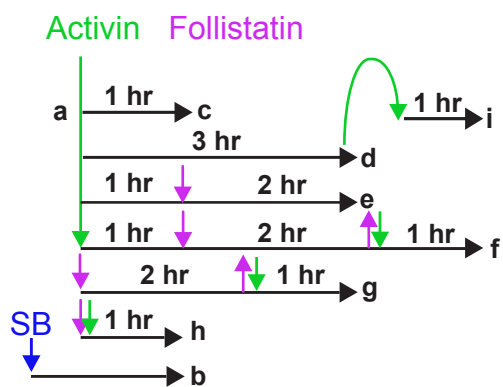 Activin Follistatin
a 1 hr c 1 hr i
3 hr d
1 hr 2 hr e
1 hr 2 hr 1 hr f
2 hr 1 hr g
SB 1 hr h
b